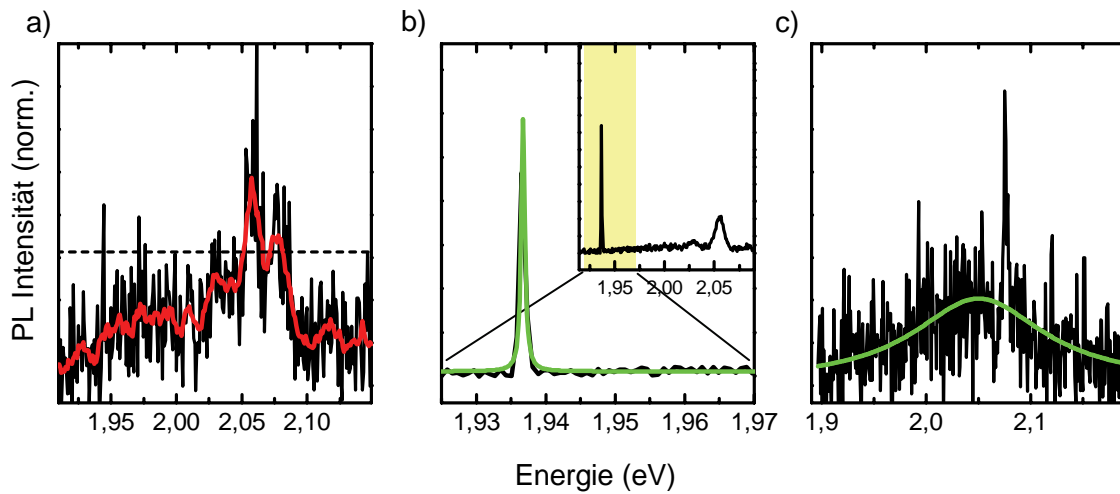 a)
b)
c)
PL Intensität (norm.)
1,95 2,00 2,05 2,10
1,95 2,00 2,05
1,93 1,94 1,95 1,96 1,97
1,9 2,0 2,1
Energie (eV)